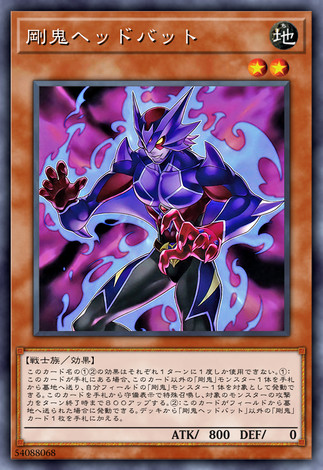 剛鬼ヘッドバット
地
【戦士族／効果】
このカード名の①②の効果はそれぞれ１ターンに１度しか使用できない。①：
このカードが手札にある場合、このカード以外の「剛鬼」モンスター１体を手札
から墓地へ送り、自分フィールドの「剛鬼」モンスター１体を対象として発動で
きる。このカードを手札から守備表示で特殊召喚し、対象のモンスターの攻撃
力をターン終了時まで８００アップする。②：このカードがフィールドから墓
地へ送られた場合に発動できる。デッキから「剛鬼ヘッドバット」以外の「剛鬼」
カード１枚を手札に加える。
ATK/ 800 DEF/ 0
54088068